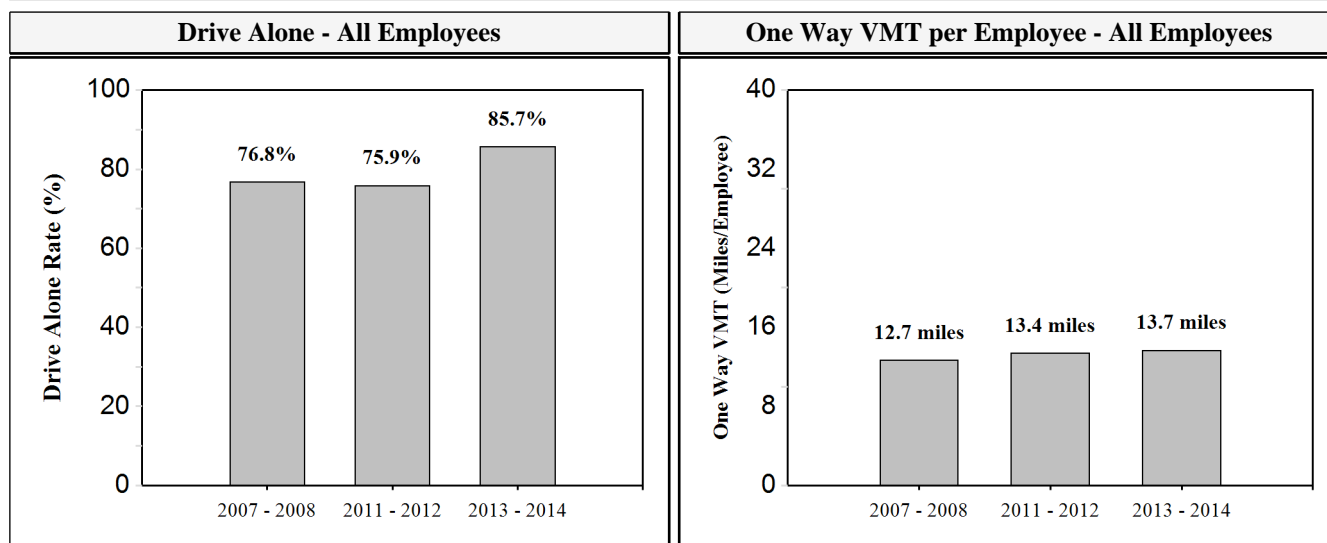 Drive Alone - All Employees
One Way VMT per Employee - All Employees
Drive Alone Rate (%)
100
80
60
40
20
0
76.8%
75.9%
85.7%
2007 - 2008
2011 - 2012
2013 - 2014
One Way VMT (Miles/Employee)
40
32
24
16
8
0
12.7 miles
13.4 miles
13.7 miles
2007 - 2008
2011 - 2012
2013 - 2014